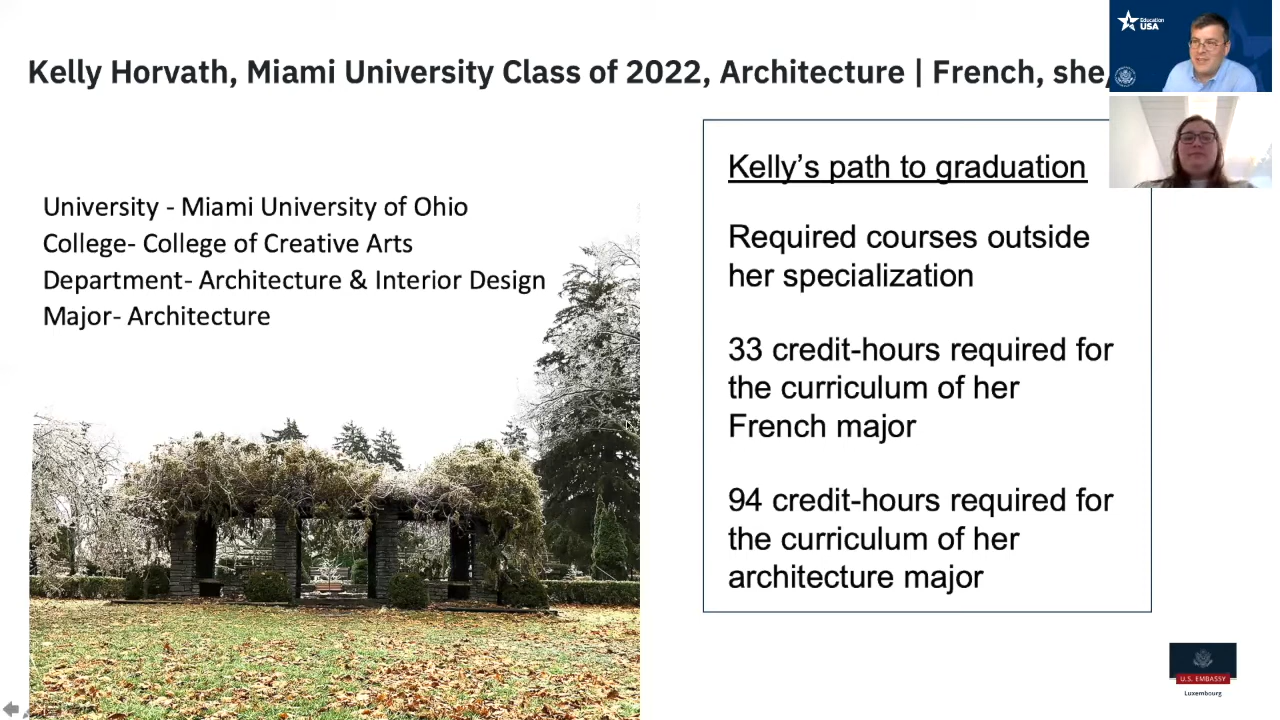 Kelly Horvath, Miami University Class of 2022, Architecture | French, she,
Education
USA
University - Miami University of Ohio
College- College of Creative Arts
Department- Architecture & Interior Design
Major- Architecture
Kelly's path to graduation
Required courses outside
her specialization
33 credit-hours required for
the curriculum of her
French major
94 credit-hours required for
the curriculum of her
architecture major
U.S. EMBASSY
Luxembourg